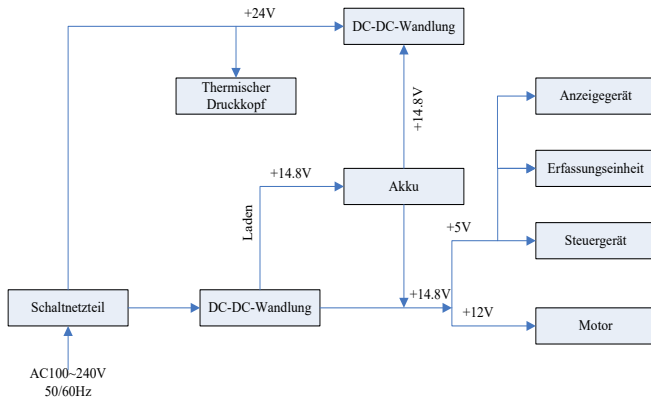 +24V
DC-DC-Wandlung
Thermischer
Druckkopf
+14.8V
Anzeigegerät
+14.8V
Akku
Erfassungseinheit
Laden
+5V
Steuergerät
Schaltnetzteil
DC-DC-Wandlung
+14.8V
+12V
Motor
AC100~240V
50/60Hz